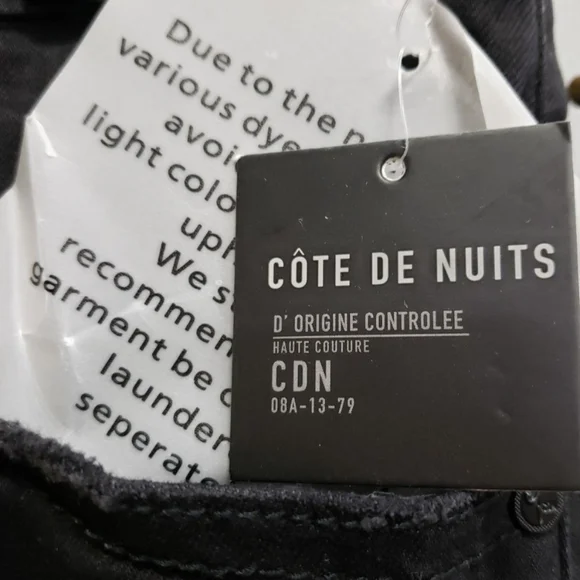 Due to the
various dye
avoi
light colo
uph
We s
recommen
garment be
launder
seperate
CÔTE DE NUITS
D' ORIGINE CONTROLEE
HAUTE COUTURE
CDN
08A-13-79